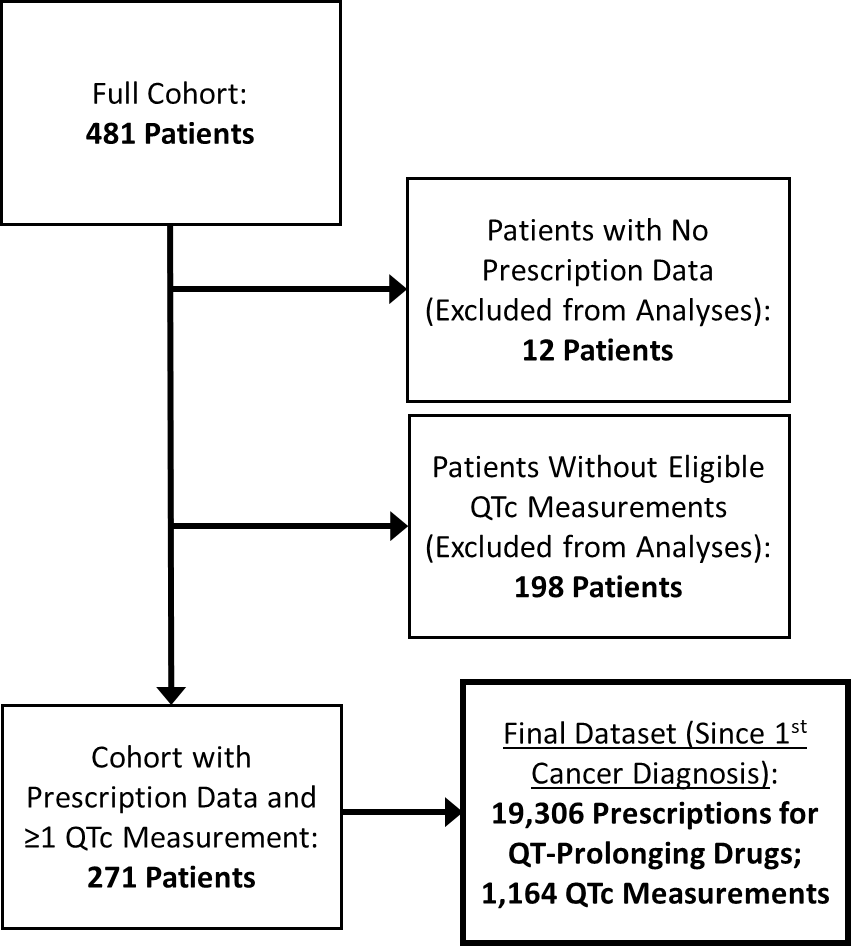 Full Cohort:
481 Patients
Patients with No
Prescription Data
(Excluded from Analyses):
12 Patients
Patients Without Eligible
QTc Measurements
(Excluded from Analyses):
198 Patients
Cohort with
Prescription Data and
≥1 QTc Measurement:
271 Patients
Final Dataset (Since 1st
Cancer Diagnosis):
19,306 Prescriptions for
QT-Prolonging Drugs;
1,164 QTc Measurements